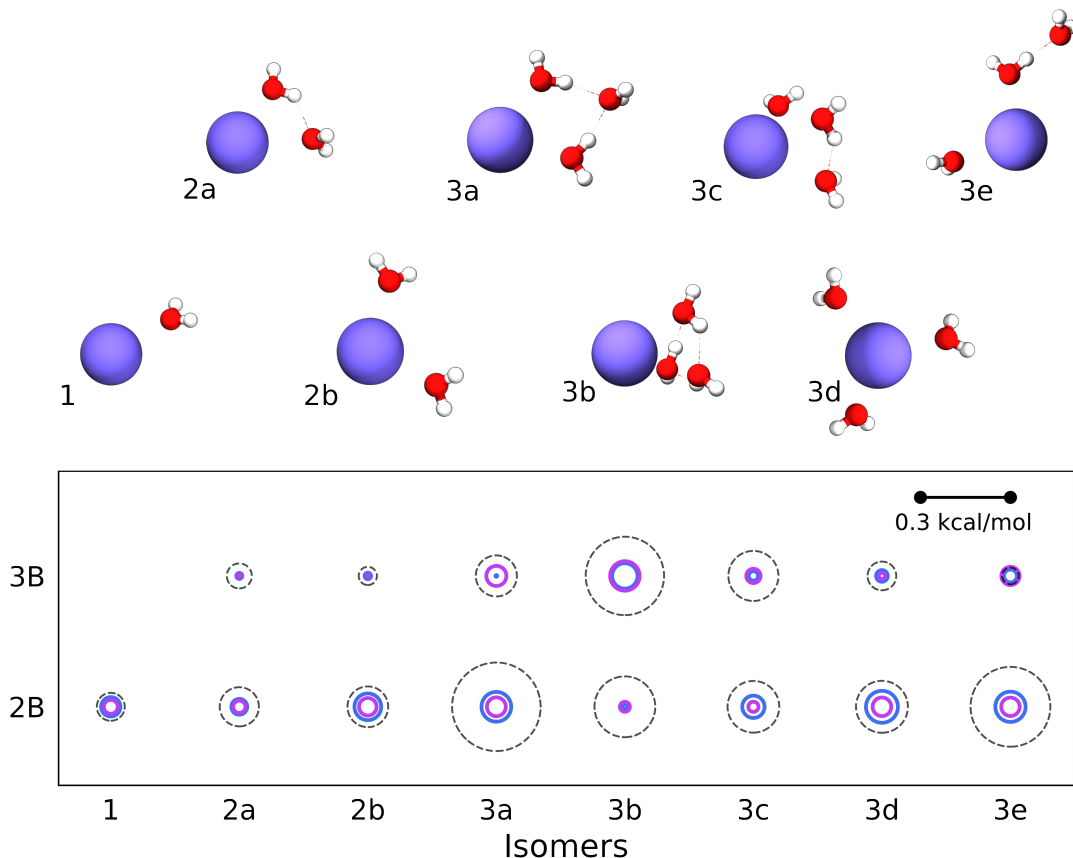 2a
3a
3c
3e
1
2b
3b
3d
0.3 kcal/mol
3B
2B
1 2a 2b 3a 3b 3c 3d 3e
Isomers